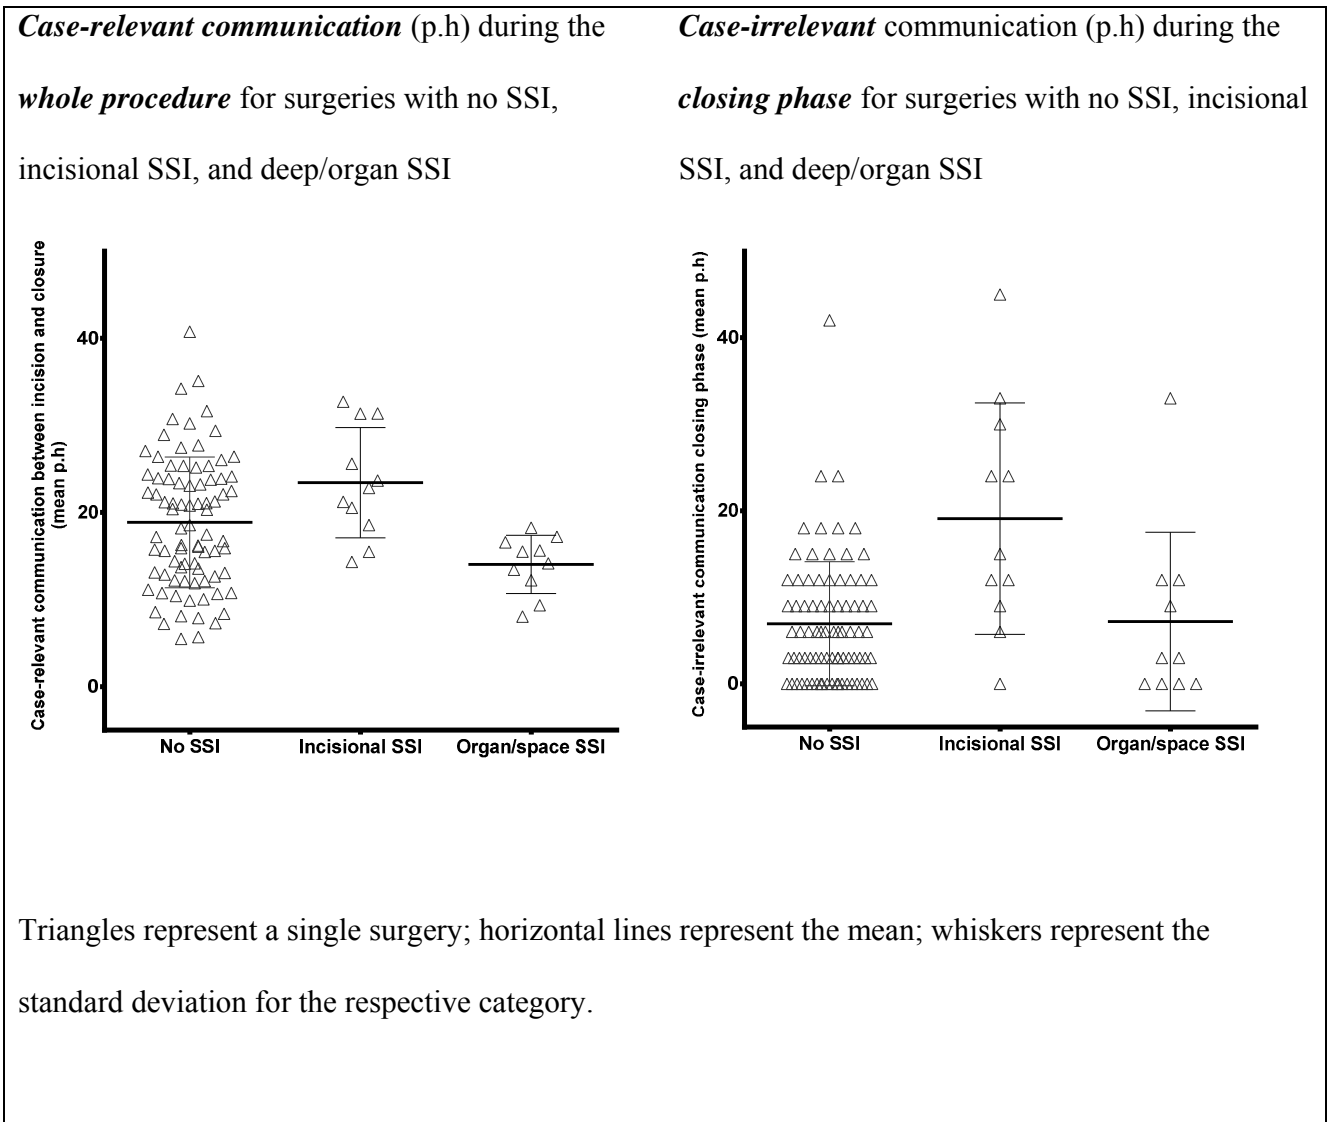 Case-relevant communication (p.h) during the
whole procedure for surgeries with no SSI,
incisional SSI, and deep/organ SSI
Case-irrelevant communication (p.h) during the
closing phase for surgeries with no SSI, incisional
SSI, and deep/organ SSI
Case-relevant communication between incision and closure
(mean p.h)
40
20
0
No SSI
Incisional SSI
Organ/space SSI
Case-irrelevant communication closing phase (mean p.h)
40
20
0
No SSI
Incisional SSI
Organ/space SSI
Triangles represent a single surgery; horizontal lines represent the mean; whiskers represent the
standard deviation for the respective category.